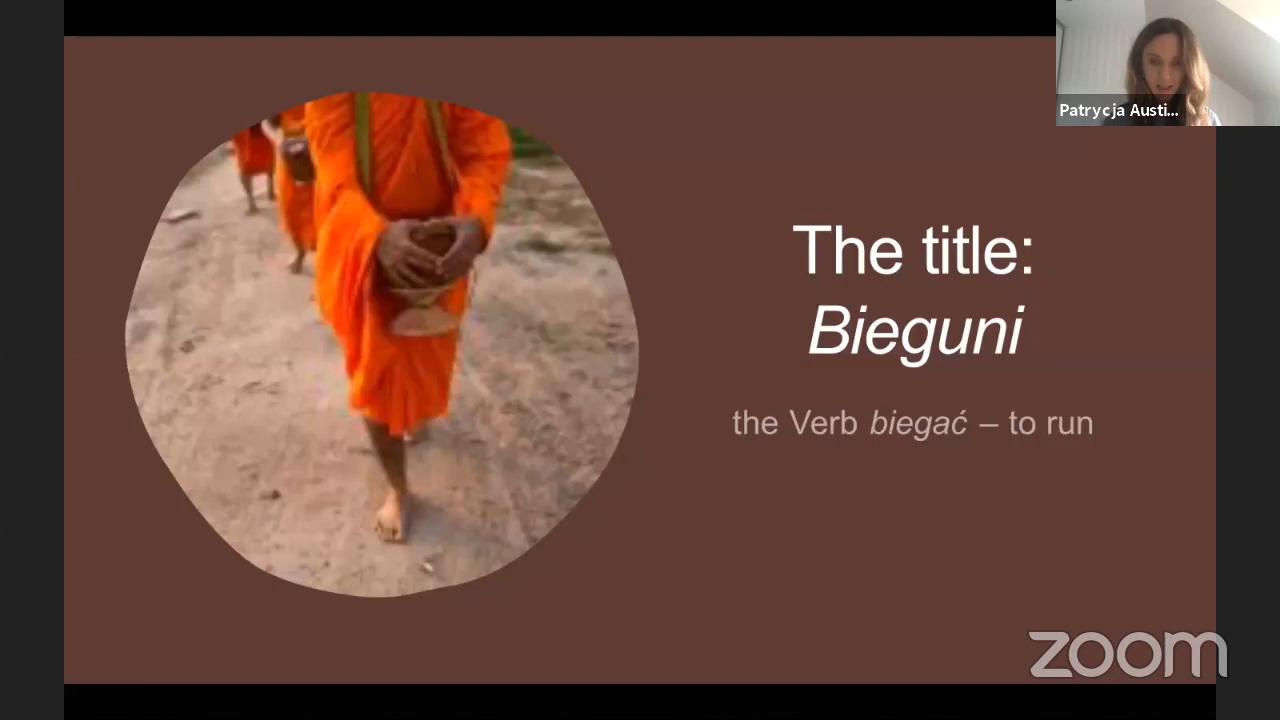 Patrycja Austi...
The title:
Bieguni
the Verb biegać – to run
zoom